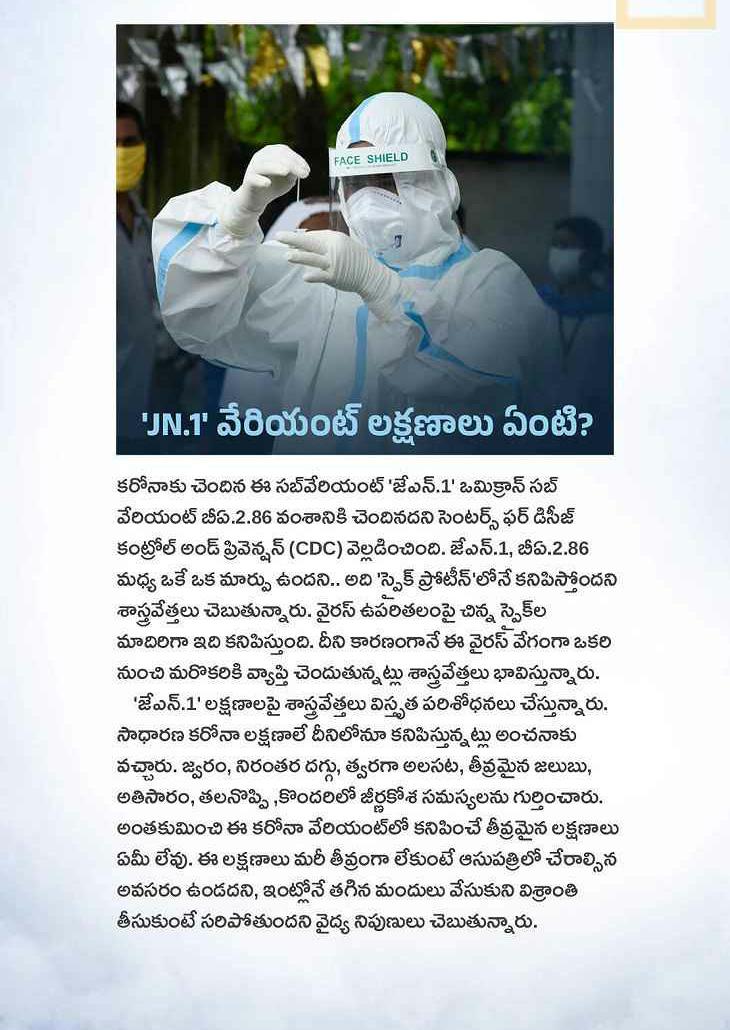 FACE SHIELD
'JN.1' వేరియంట్ లక్షణాలు ఏంటి?
కరోనాకు చెందిన ఈ సబ్‌వేరియంట్ 'జేఎన్.1' ఒమిక్రాన్ సబ్
వేరియంట్ బీఏ.2.86 వంశానికి చెందినదని సెంటర్స్ ఫర్ డిసీజ్
కంట్రోల్ అండ్ ప్రివెన్షన్ (CDC) వెల్లడించింది. జేఎన్.1, బీఏ.2.86
మధ్య ఒకే ఒక మార్పు ఉందని.. అది 'స్పైక్ ప్రోటీన్'లోనే కనిపిస్తోందని
శాస్త్రవేత్తలు చెబుతున్నారు. వైరస్ ఉపరితలంపై చిన్న స్పైక్‌ల
మాదిరిగా ఇది కనిపిస్తుంది. దీని కారణంగానే ఈ వైరస్ వేగంగా ఒకరి
నుంచి మరొకరికి వ్యాప్తి చెందుతున్నట్లు శాస్త్రవేత్తలు భావిస్తున్నారు.
'జేఎన్.1' లక్షణాలపై శాస్త్రవేత్తలు విస్తృత పరిశోధనలు చేస్తున్నారు.
సాధారణ కరోనా లక్షణాలే దీనిలోనూ కనిపిస్తున్నట్లు అంచనాకు
వచ్చారు. జ్వరం, నిరంతర దగ్గు, త్వరగా అలసట, తీవ్రమైన జలుబు,
అతిసారం, తలనొప్పి ,కొందరిలో జీర్ణకోశ సమస్యలను గుర్తించారు.
అంతకుమించి ఈ కరోనా వేరియంట్‌లో కనిపించే తీవ్రమైన లక్షణాలు
ఏమీ లేవు. ఈ లక్షణాలు మరీ తీవ్రంగా లేకుంటే ఆసుపత్రిలో చేరాల్సిన
అవసరం ఉండదని, ఇంట్లోనే తగిన మందులు వేసుకుని విశ్రాంతి
తీసుకుంటే సరిపోతుందని వైద్య నిపుణులు చెబుతున్నారు.